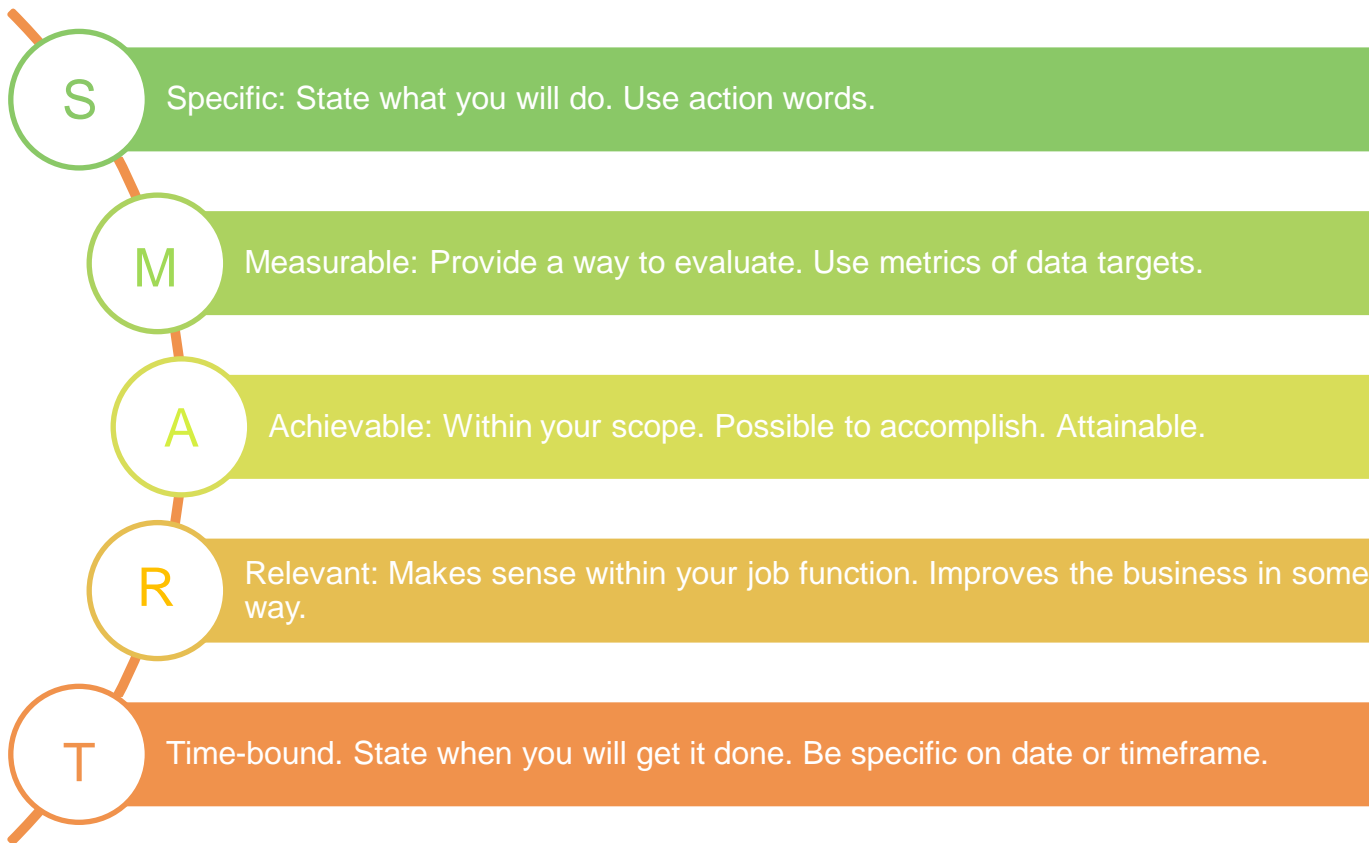 S
Specific: State what you will do. Use action words.
M
Measurable: Provide a way to evaluate. Use metrics of data targets.
A
Achievable: Within your scope. Possible to accomplish. Attainable.
R
Relevant: Makes sense within your job function. Improves the business in some
way.
T
Time-bound. State when you will get it done. Be specific on date or timeframe.